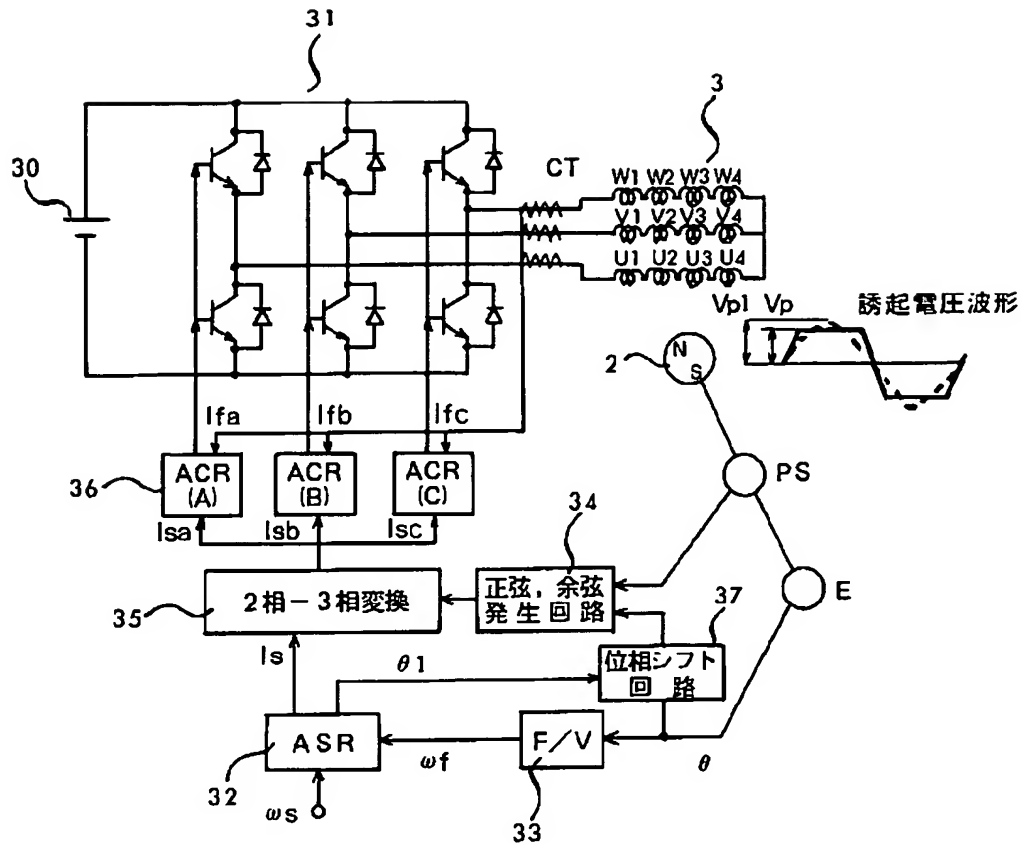 31
3
30
CT
W1 W2 W3 W4
V1 V2 V3 V4
U1 U2 U3 U4
Vp1 Vp 誘起電圧波形
N
S
2
Ifa Ifb Ifc
PS
36
ACR
(A)
ACR
(B)
ACR
(C)
Isa Isb Isc
34
正弦,余弦
発生回路
E
35
2相-3相変換
37
Is
θ1
位相シフト
回路
ASR
F/V
32
ωf
θ
ωs
33